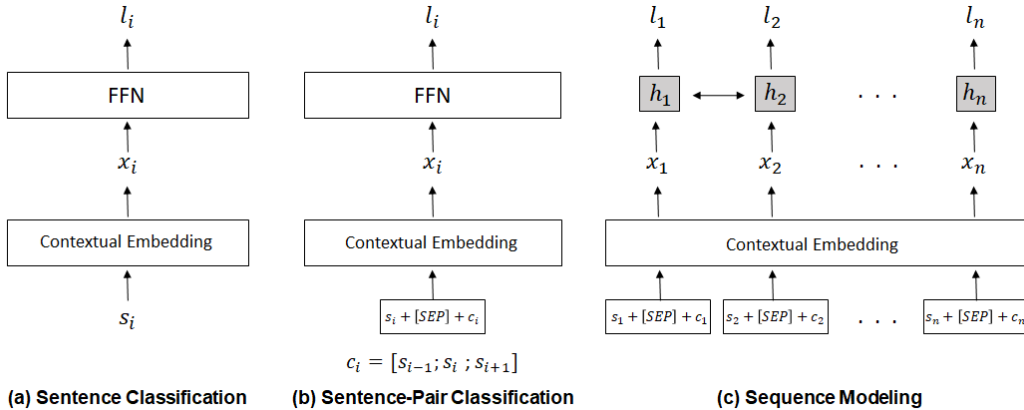 l_i
FFN
x_i
Contextual Embedding
s_i
(a) Sentence Classification
l_i
FFN
x_i
Contextual Embedding
s_i + [SEP] + c_i
c_i = [s_{i-1}; s_i ; s_{i+1}]
(b) Sentence-Pair Classification
l_1 l_2 l_n
h_1 h_2 . . . h_n
x_1 x_2 . . . x_n
Contextual Embedding
s_1 + [SEP] + c_1 s_2 + [SEP] + c_2 . . . s_n + [SEP] + c_n
(c) Sequence Modeling